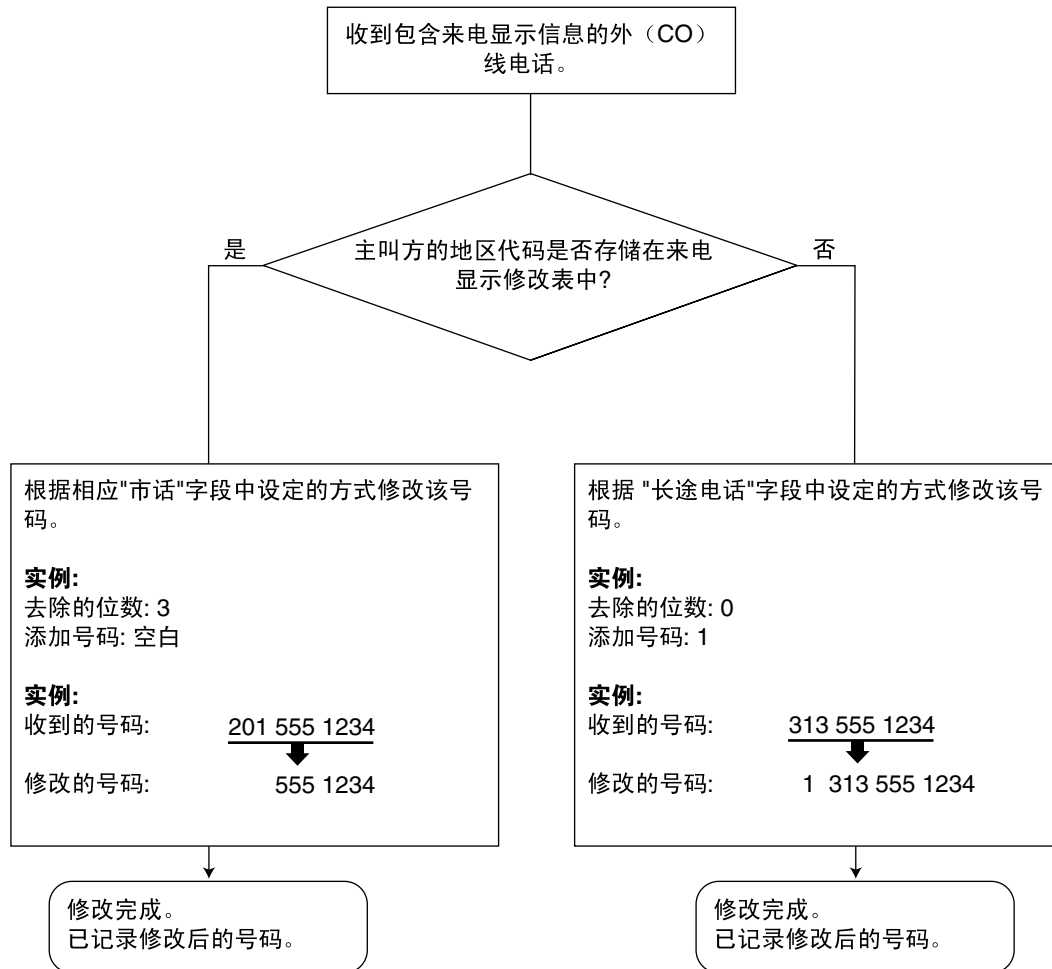 收到包含来电显示信息的外（CO）
线电话。
是
主叫方的地区代码是否存储在来电
显示修改表中?
否
根据相应"市话"字段中设定的方式修改该号
码。
实例:
去除的位数: 3
添加号码: 空白
实例:
收到的号码: 201 555 1234
修改的号码: 555 1234
修改完成。
已记录修改后的号码。
根据 "长途电话"字段中设定的方式修改该号
码。
实例:
去除的位数: 0
添加号码: 1
实例:
收到的号码: 313 555 1234
修改的号码: 1 313 555 1234
修改完成。
已记录修改后的号码。